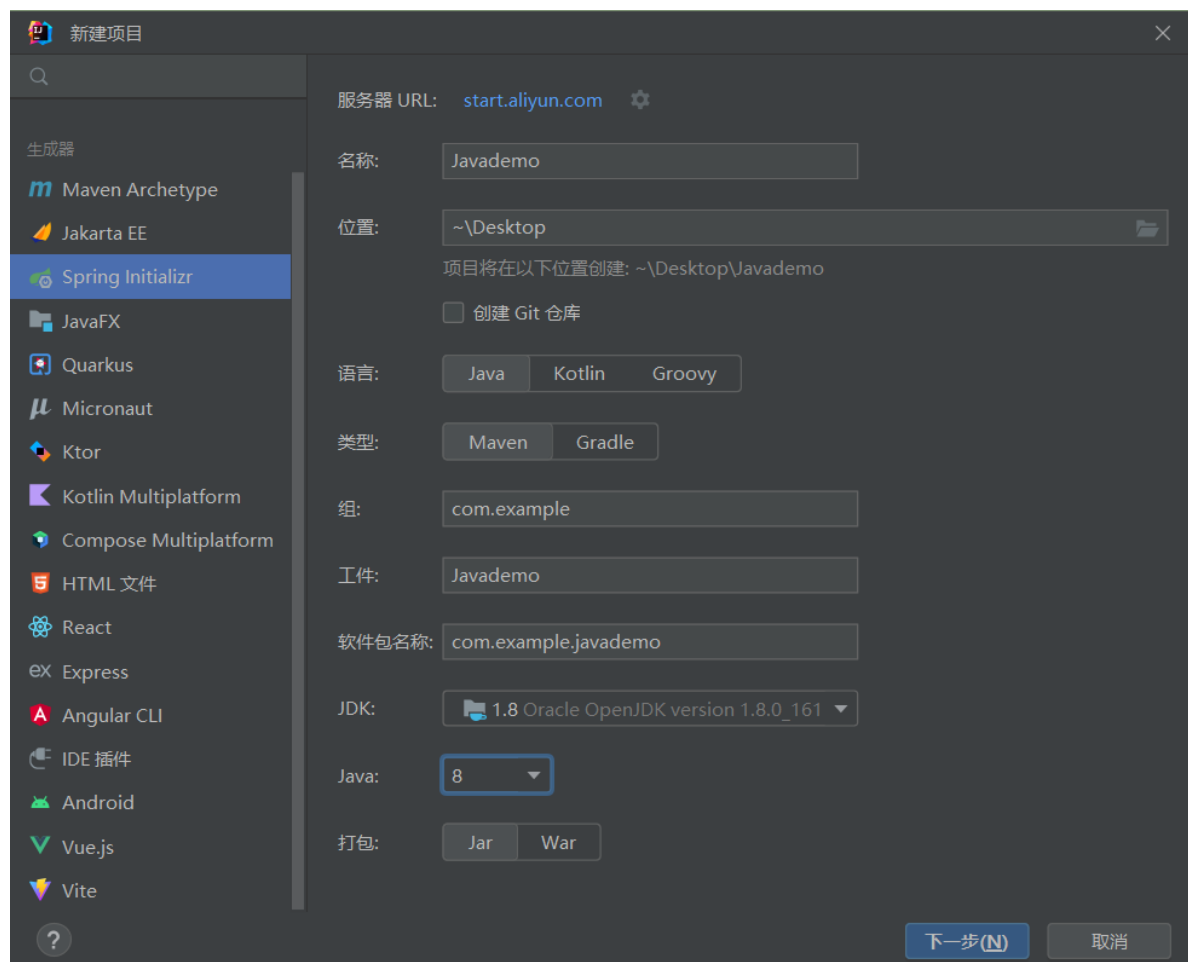 新建项目
生成器
Maven Archetype
Jakarta EE
Spring Initializr
JavaFX
Quarkus
Micronaut
Ktor
Kotlin Multiplatform
Compose Multiplatform
HTML 文件
React
ex Express
Angular CLI
IDE 插件
Android
Vue.js
Vite
?
服务器 URL: start.aliyun.com
名称: Javademo
位置: ~\Desktop
项目将在以下位置创建: ~\Desktop\Javademo
创建 Git 仓库
语言: Java Kotlin Groovy
类型: Maven Gradle
组: com.example
工件: Javademo
软件包名称: com.example.javademo
JDK: 1.8 Oracle OpenJDK version 1.8.0_161
Java: 8
打包: Jar War
下一步(N) 取消